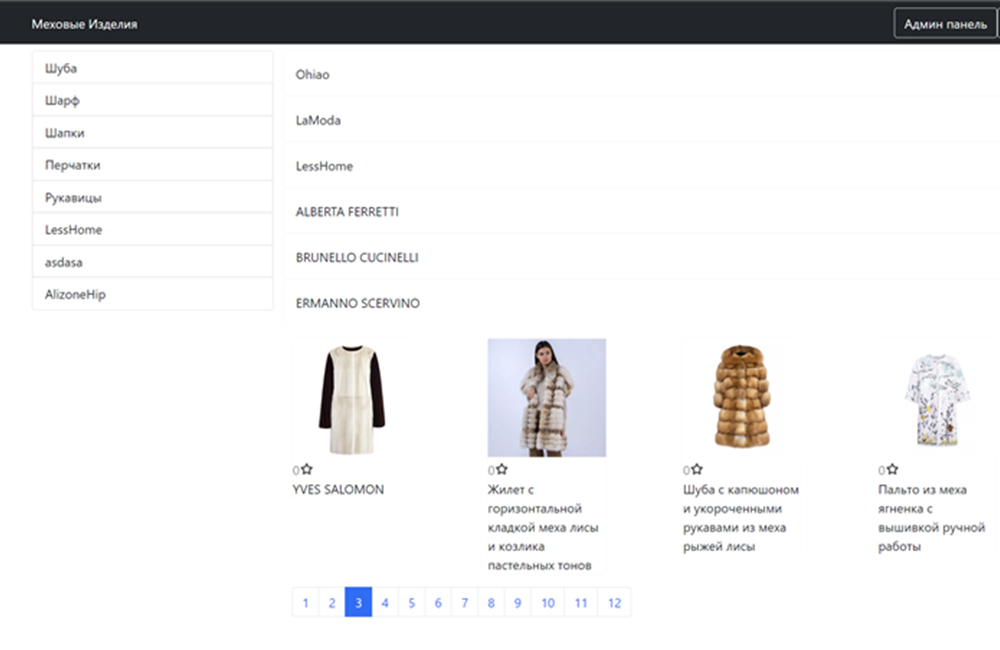 Меховые Изделия
Админ панель
Шуба
Шарф
Шапки
Перчатки
Рукавицы
LessHome
asdasa
AlizoneHip
Ohiao
LaModa
LessHome
ALBERTA FERRETTI
BRUNELLO CUCINELLI
ERMANNO SCERVINO
0
YVES SALOMON
0
Жилет с
горизонтальной
кладкой меха лисы
и козлика
пастельных тонов
0
Шуба с капюшоном
и укороченными
рукавами из меха
рыжей лисы
0
Пальто из меха
ягненка с
вышивкой ручной
работы
1 2 3 4 5 6 7 8 9 10 11 12